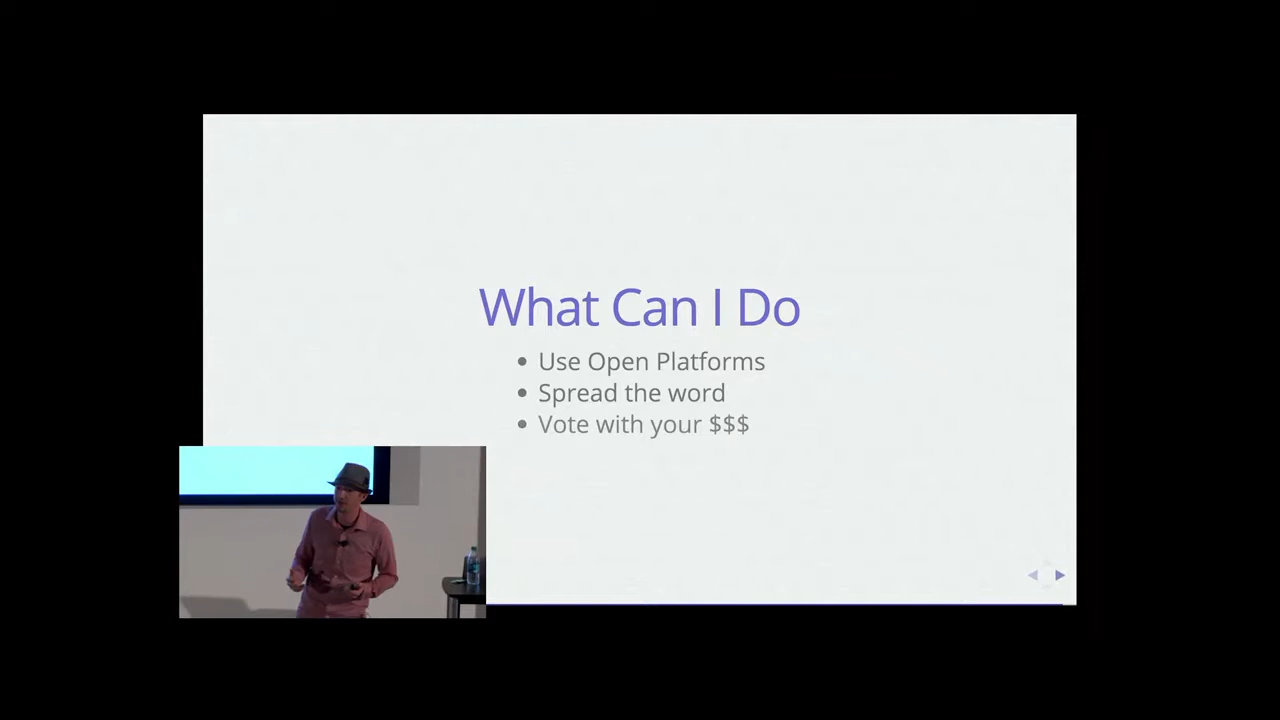 What Can I Do
Use Open Platforms
Spread the word
Vote with your $$$